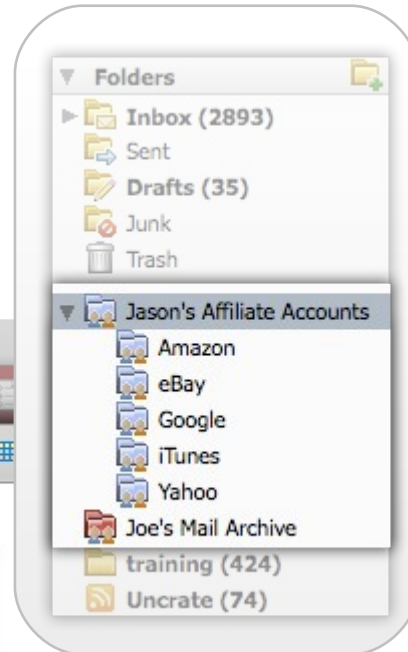 Folders
Inbox (2893)
Sent
Drafts (35)
Junk
Trash
Jason's Affiliate Accounts
Amazon
eBay
Google
iTunes
Yahoo
Joe's Mail Archive
training (424)
Uncrate (74)